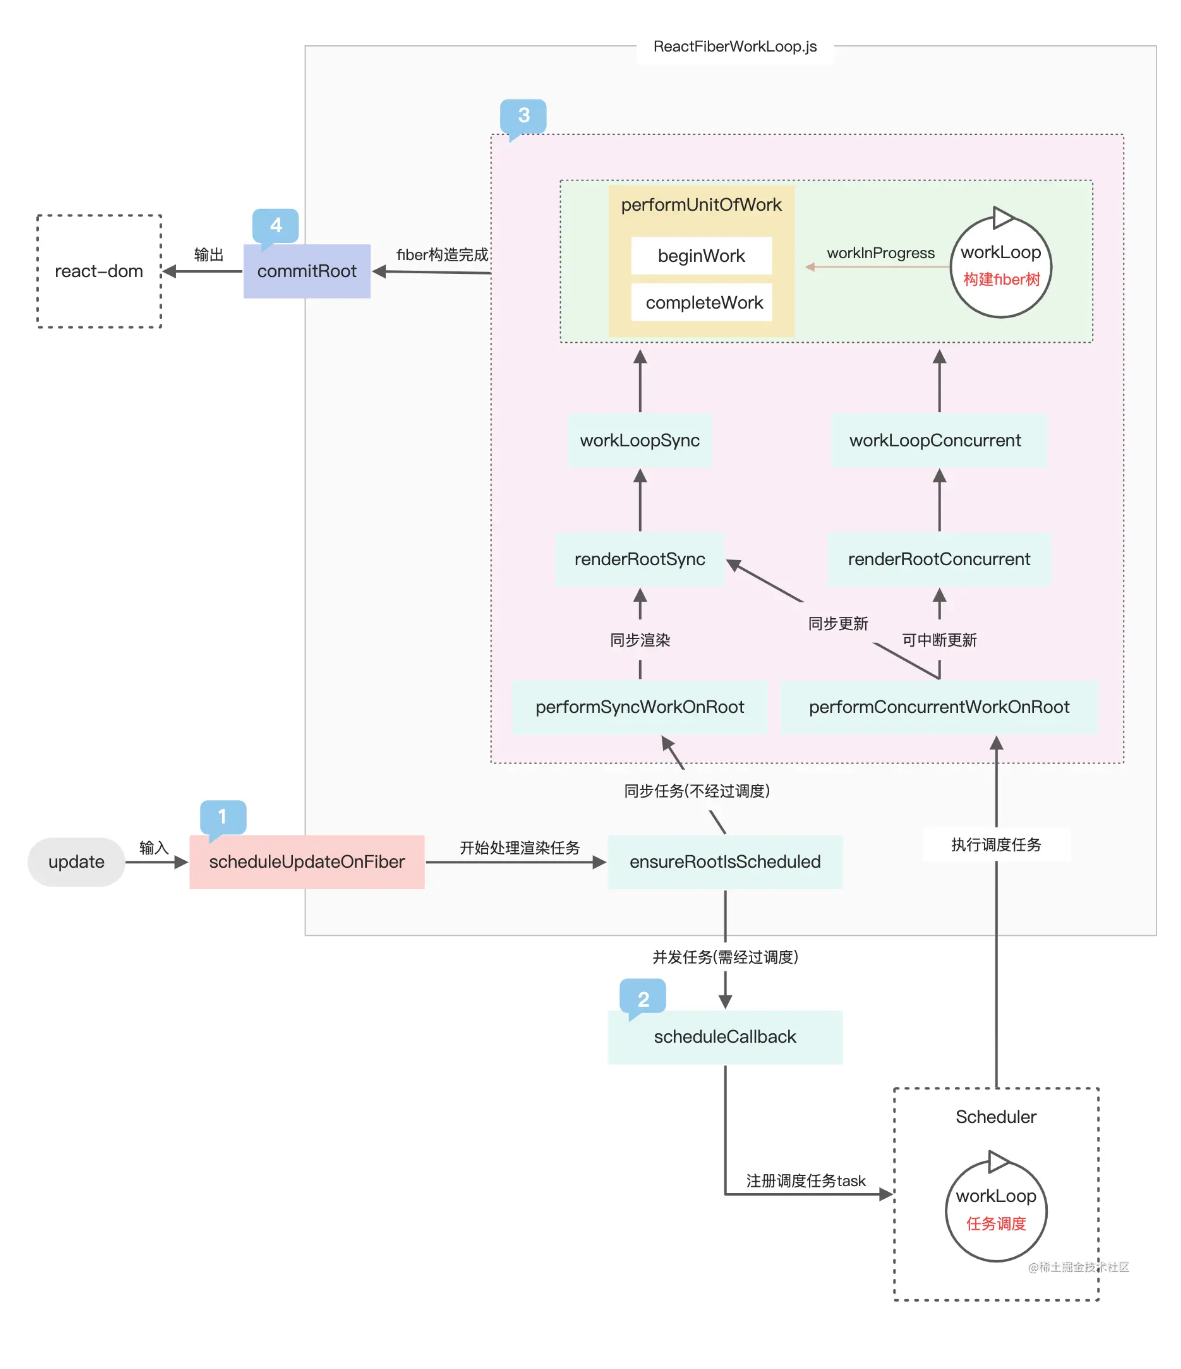 ReactFiberWorkLoop.js
3
performUnitOfWork
beginWork
completeWork
workInProgress
workLoop
构建fiber树
4
commitRoot
fiber构造完成
输出
react-dom
workLoopSync
workLoopConcurrent
renderRootSync
renderRootConcurrent
同步更新
同步渲染
可中断更新
performSyncWorkOnRoot
performConcurrentWorkOnRoot
同步任务(不经过调度)
1
update
输入
scheduleUpdateOnFiber
开始处理渲染任务
ensureRootIsScheduled
执行调度任务
并发任务(需经过调度)
2
scheduleCallback
注册调度任务task
Scheduler
workLoop
任务调度
@稀土掘金技术社区